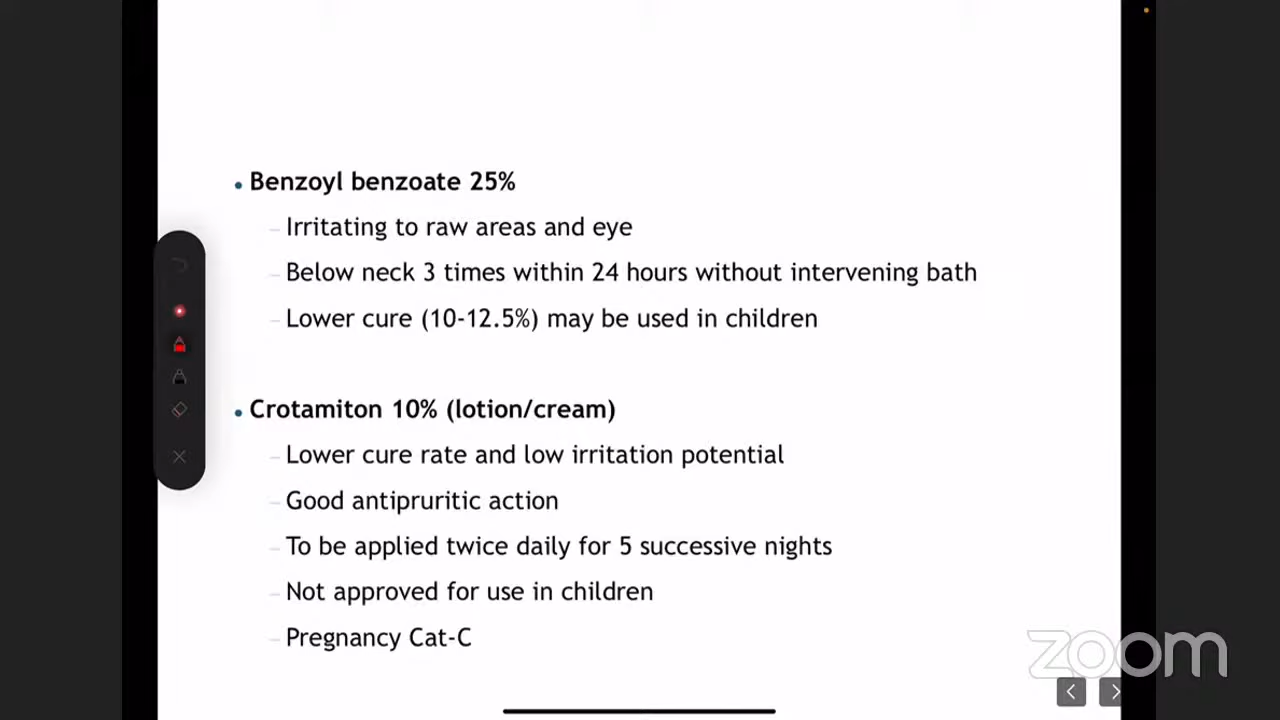 • Benzoyl benzoate 25%
– Irritating to raw areas and eye
– Below neck 3 times within 24 hours without intervening bath
– Lower cure (10-12.5%) may be used in children
• Crotamiton 10% (lotion/cream)
– Lower cure rate and low irritation potential
– Good antipruritic action
– To be applied twice daily for 5 successive nights
– Not approved for use in children
– Pregnancy Cat-C
zoom